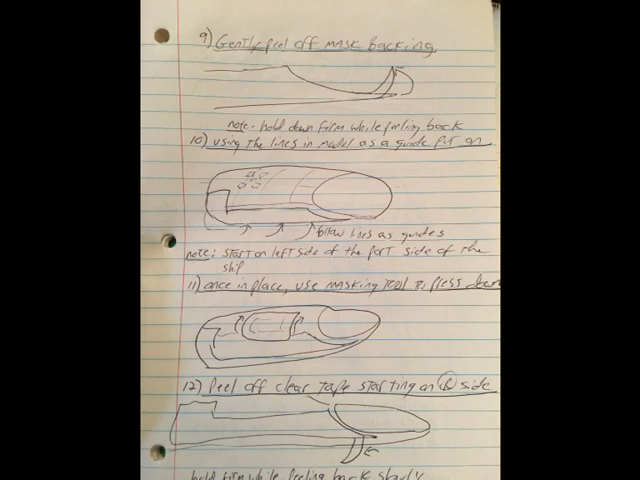 9) Gently peel off mask Backing
note- hold down firm while peeling back
10) using the lines in model as a guide put on
follow lines as guides
note: start on left side of the port side of the
ship
11) once in place, use masking tool to press down
12) Peel off clear tape starting on R side
hold firm while peeling back slowly